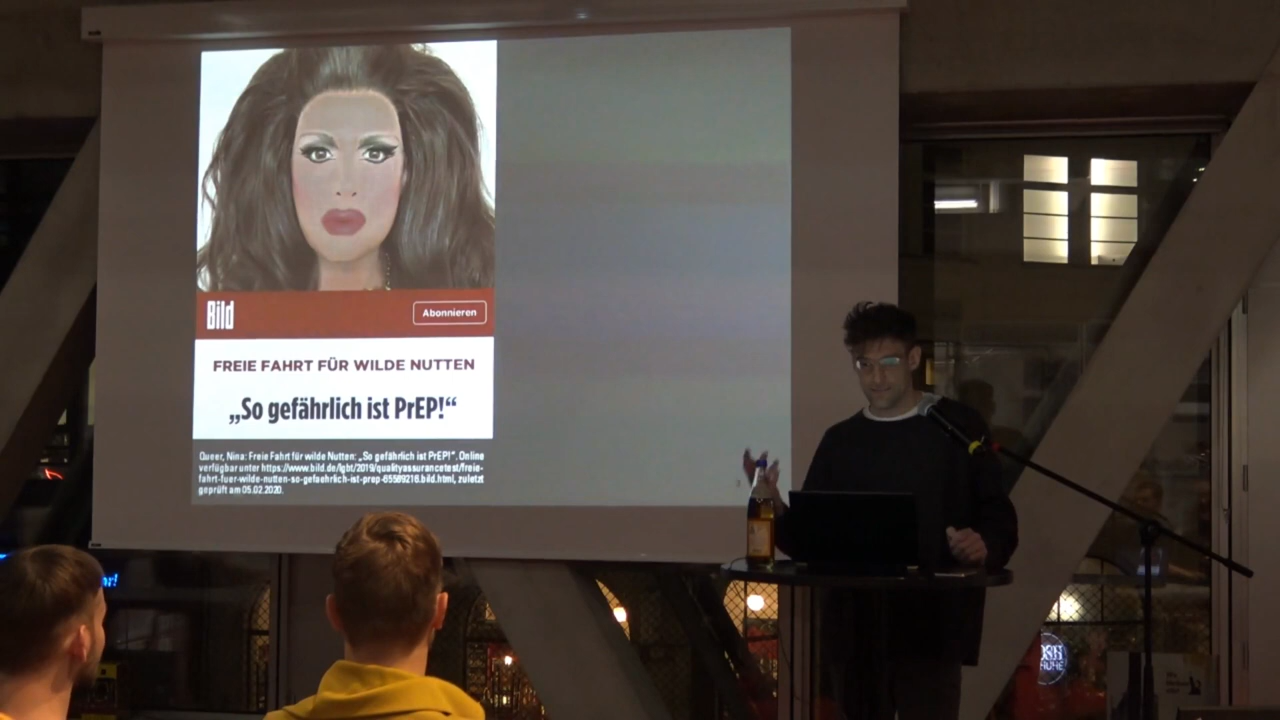 Bild
Abonnieren
FREIE FAHRT FÜR WILDE NUTTEN
„So gefährlich ist PrEP!“
Queer, Nina: Freie Fahrt für wilde Nutten: „So gefährlich ist PrEP!“. Online
verfügbar unter https://www.bild.de/lgbt/2019/qualityassurancetest/freie-
fahrt-fuer-wilde-nutten-so-gefaehrlich-ist-prep-65589216.bild.html, zuletzt
geprüft am 05.02.2020.